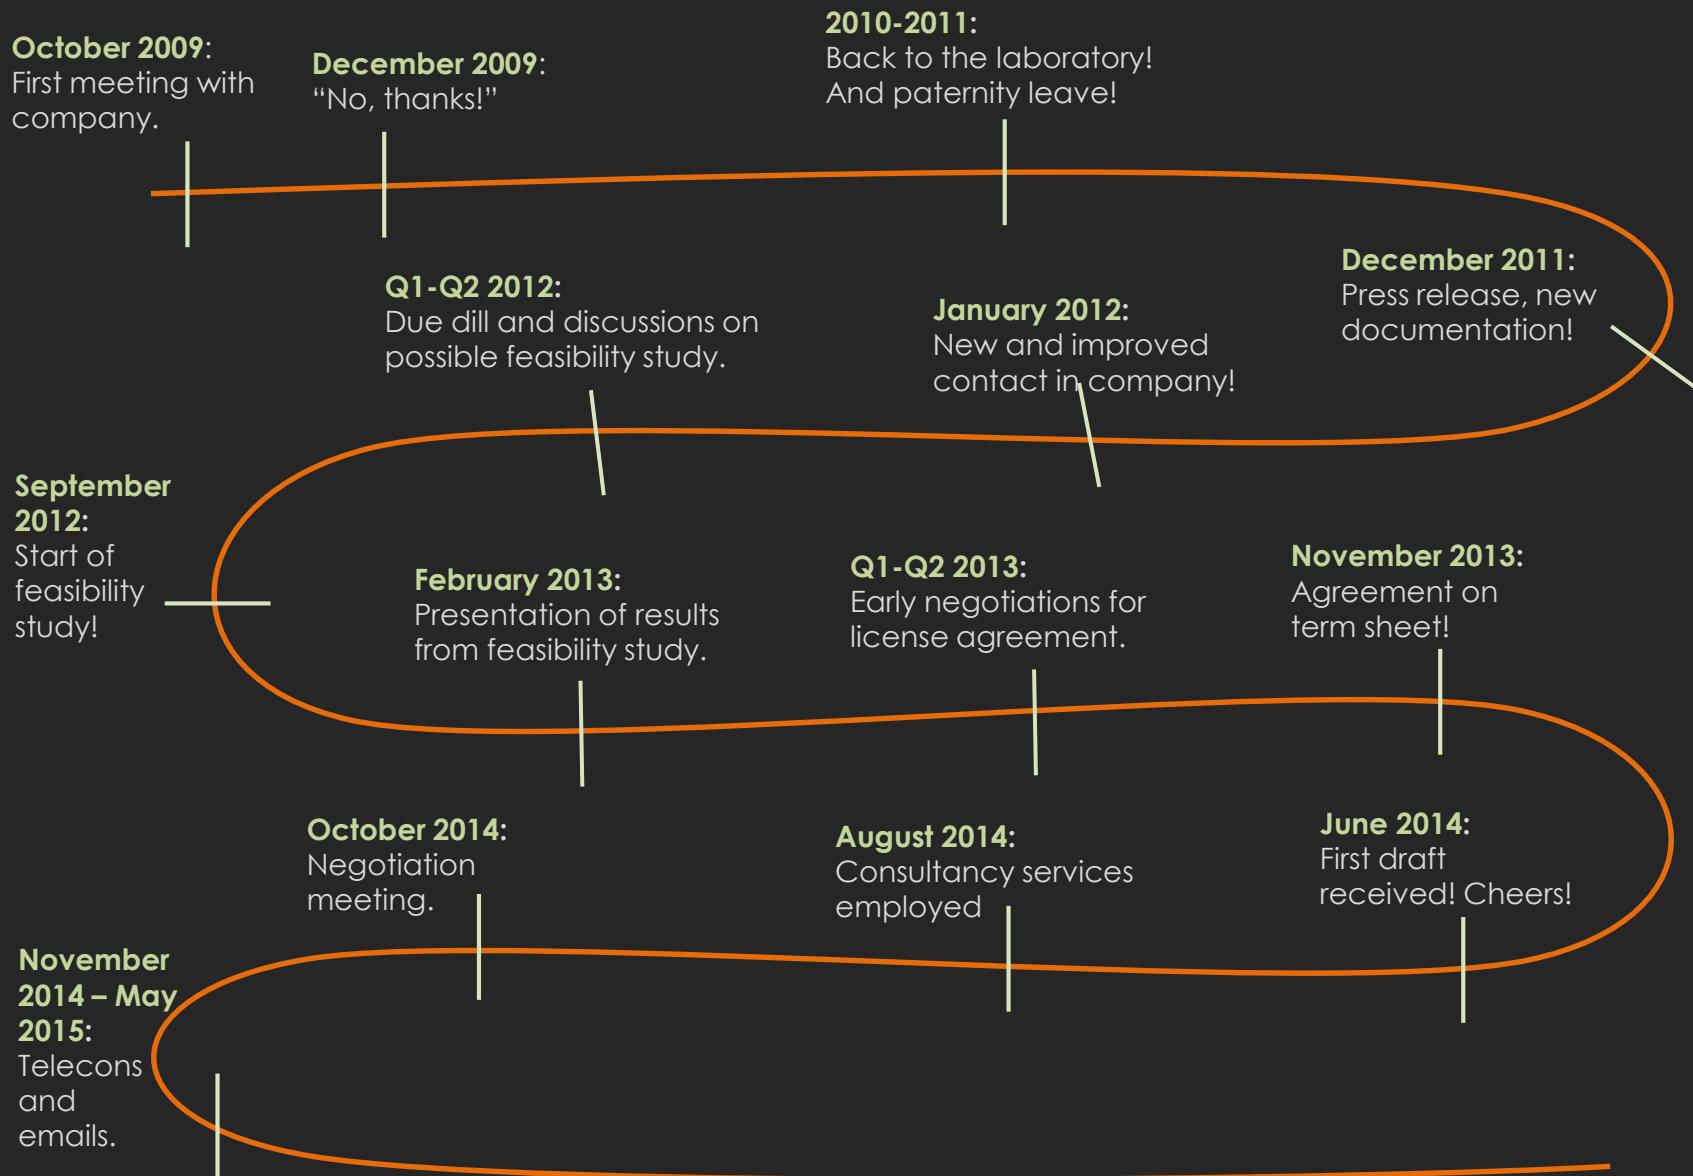 October 2009:
First meeting with
company.
December 2009:
“No, thanks!”
2010-2011:
Back to the laboratory!
And paternity leave!
December 2011:
Press release, new
documentation!
January 2012:
New and improved
contact in company!
Q1-Q2 2012:
Due dill and discussions on
possible feasibility study.
September
2012:
Start of
feasibility
study!
February 2013:
Presentation of results
from feasibility study.
Q1-Q2 2013:
Early negotiations for
license agreement.
November 2013:
Agreement on
term sheet!
June 2014:
First draft
received! Cheers!
August 2014:
Consultancy services
employed
October 2014:
Negotiation
meeting.
November
2014 – May
2015:
Telecons
and
emails.